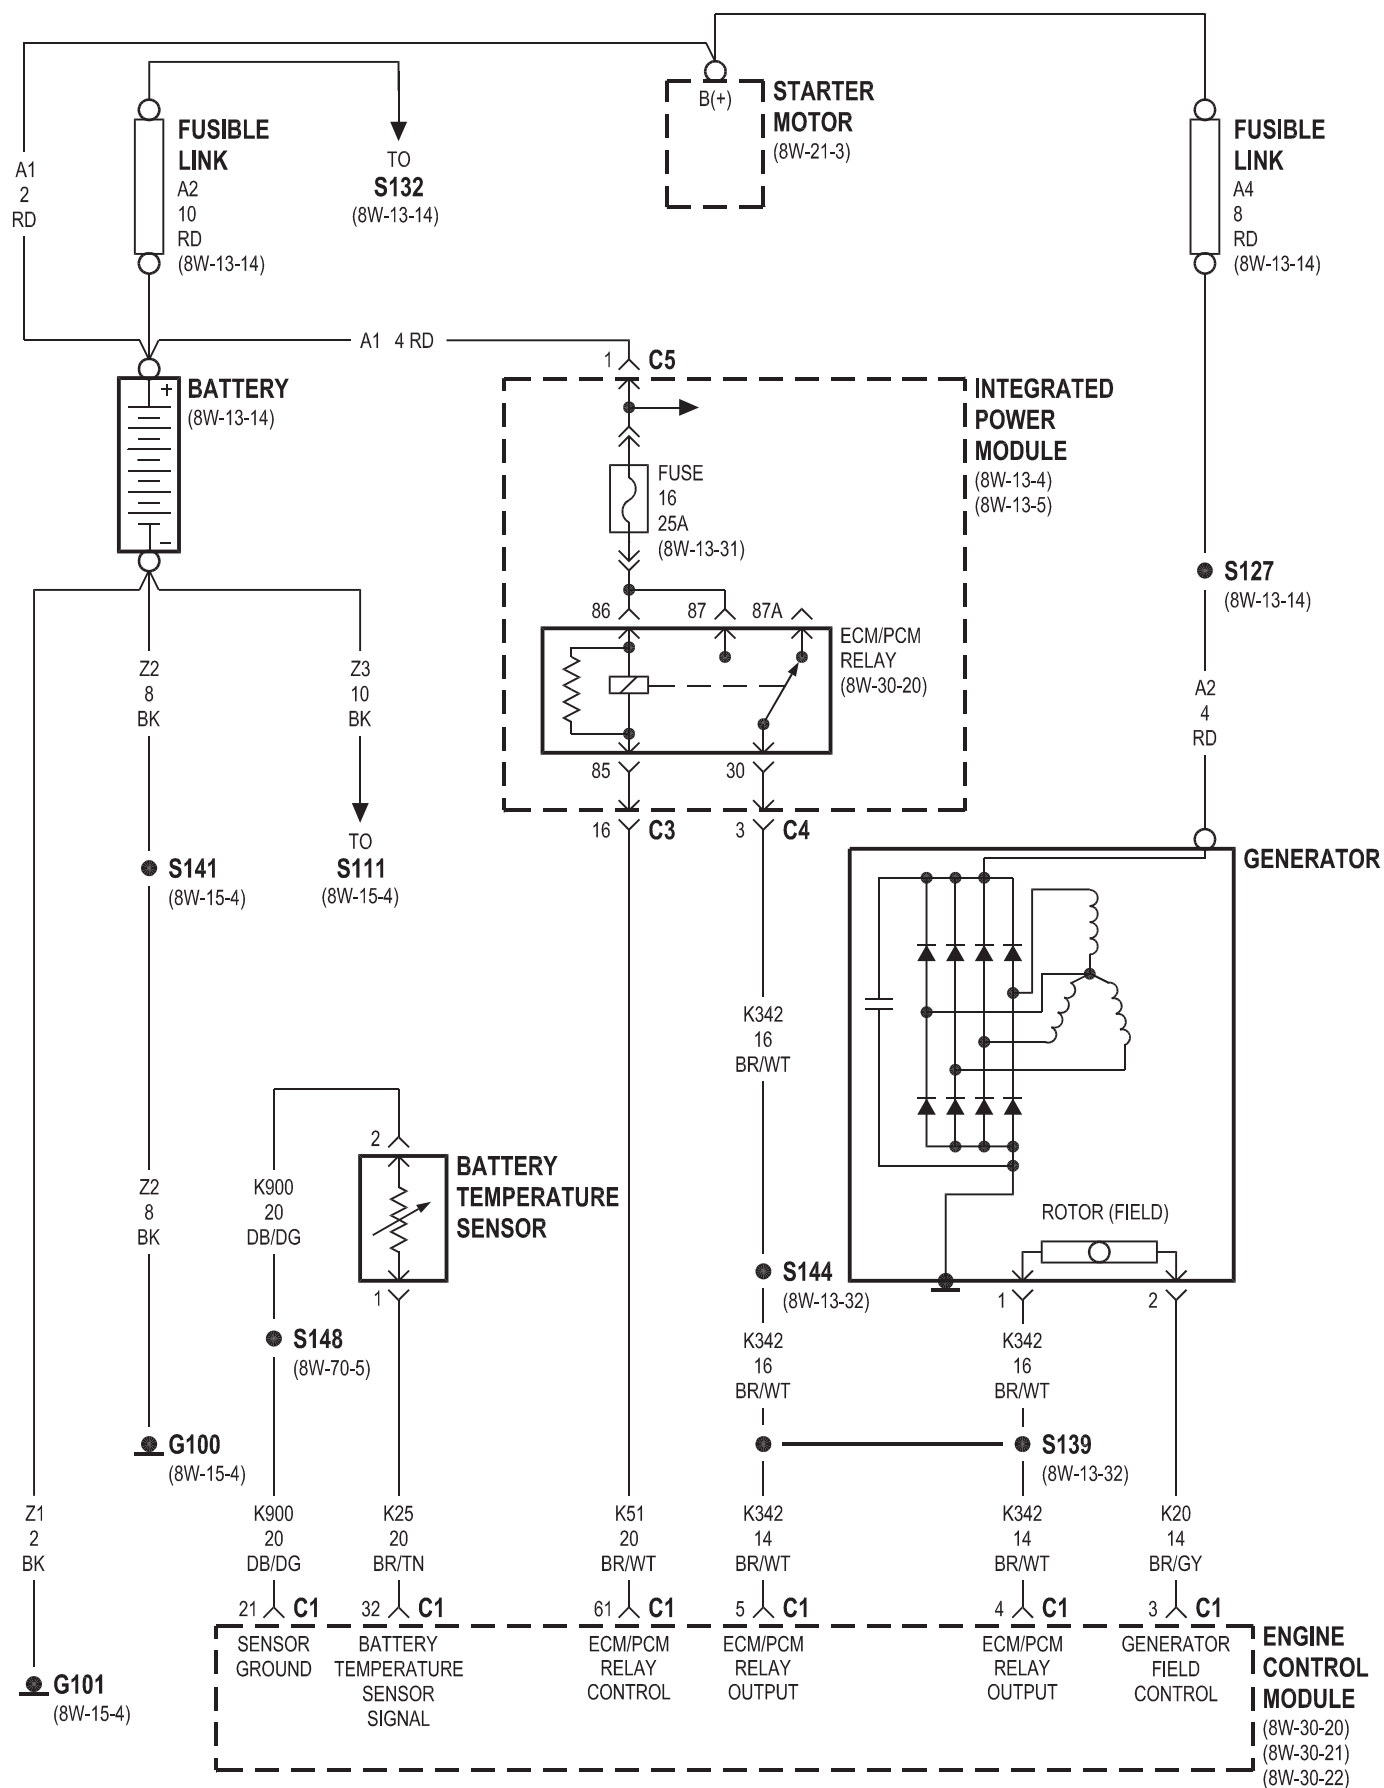 B(+)
STARTER
MOTOR
(8W-21-3)
FUSIBLE
LINK
A2
10
RD
(8W-13-14)
TO
S132
(8W-13-14)
FUSIBLE
LINK
A4
8
RD
(8W-13-14)
A1
2
RD
A1 4 RD
1 C5
BATTERY
(8W-13-14)
+
−
INTEGRATED
POWER
MODULE
(8W-13-4)
(8W-13-5)
FUSE
16
25A
(8W-13-31)
S127
(8W-13-14)
86 87 87A
ECM/PCM
RELAY
(8W-30-20)
Z2
8
BK
Z3
10
BK
A2
4
RD
85 30
16 C3
3 C4
TO
S111
(8W-15-4)
S141
(8W-15-4)
GENERATOR
K342
16
BR/WT
2
BATTERY
TEMPERATURE
SENSOR
1
K900
20
DB/DG
Z2
8
BK
ROTOR (FIELD)
1 2
S144
(8W-13-32)
S148
(8W-70-5)
K342
16
BR/WT
K342
16
BR/WT
G100
(8W-15-4)
S139
(8W-13-32)
Z1
2
BK
K900
20
DB/DG
K25
20
BR/TN
K51
20
BR/WT
K342
14
BR/WT
K342
14
BR/WT
K20
14
BR/GY
21 C1
32 C1
61 C1
5 C1
4 C1
3 C1
SENSOR
GROUND
BATTERY
TEMPERATURE
SENSOR
SIGNAL
ECM/PCM
RELAY
CONTROL
ECM/PCM
RELAY
OUTPUT
ECM/PCM
RELAY
OUTPUT
GENERATOR
FIELD
CONTROL
ENGINE
CONTROL
MODULE
(8W-30-20)
(8W-30-21)
(8W-30-22)
G101
(8W-15-4)